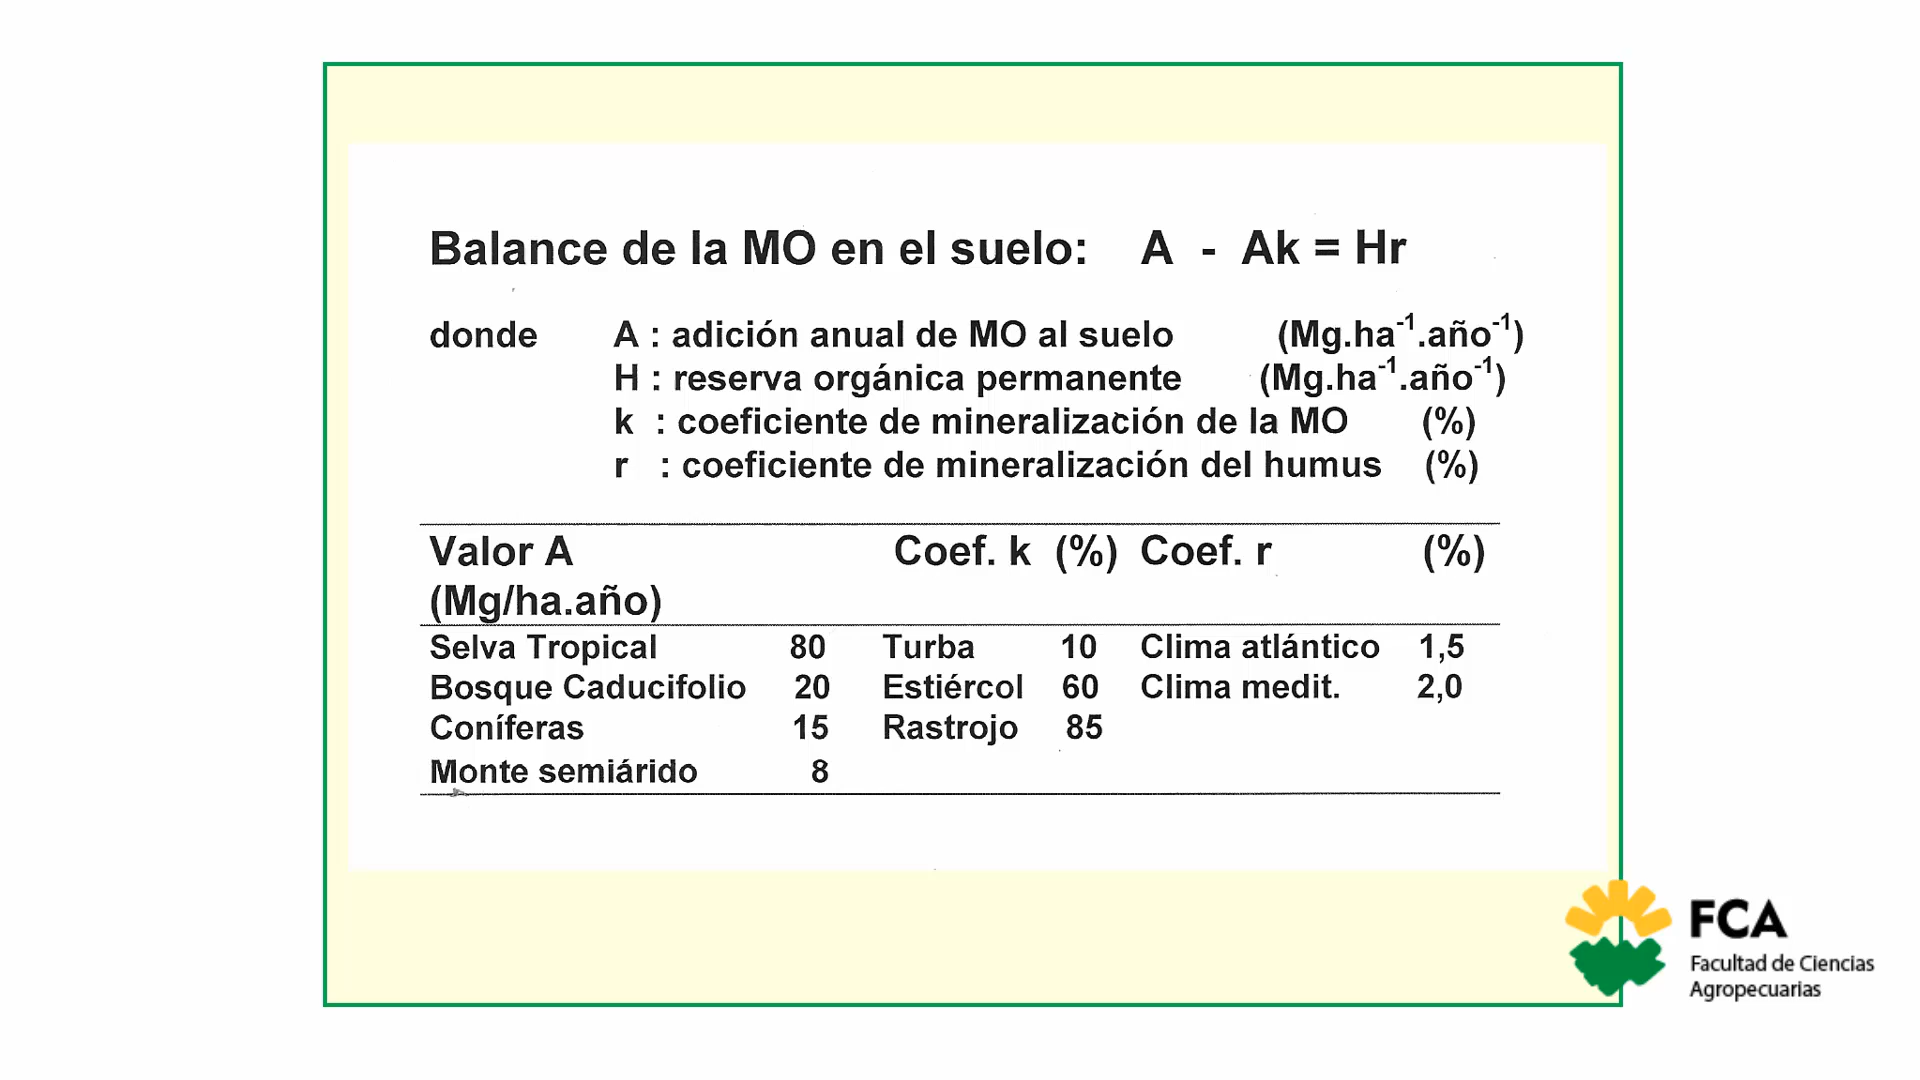 Balance de la MO en el suelo: A - Ak = Hr
donde A : adición anual de MO al suelo (Mg.ha⁻¹.año⁻¹)
H : reserva orgánica permanente (Mg.ha⁻¹.año⁻¹)
k : coeficiente de mineralización de la MO (%)
r : coeficiente de mineralización del humus (%)
Valor A Coef. k (%) Coef. r (%)
(Mg/ha.año)
Selva Tropical 80 Turba 10 Clima atlántico 1,5
Bosque Caducifolio 20 Estiércol 60 Clima medit. 2,0
Coníferas 15 Rastrojo 85
Monte semiárido 8
FCA
Facultad de Ciencias
Agropecuarias